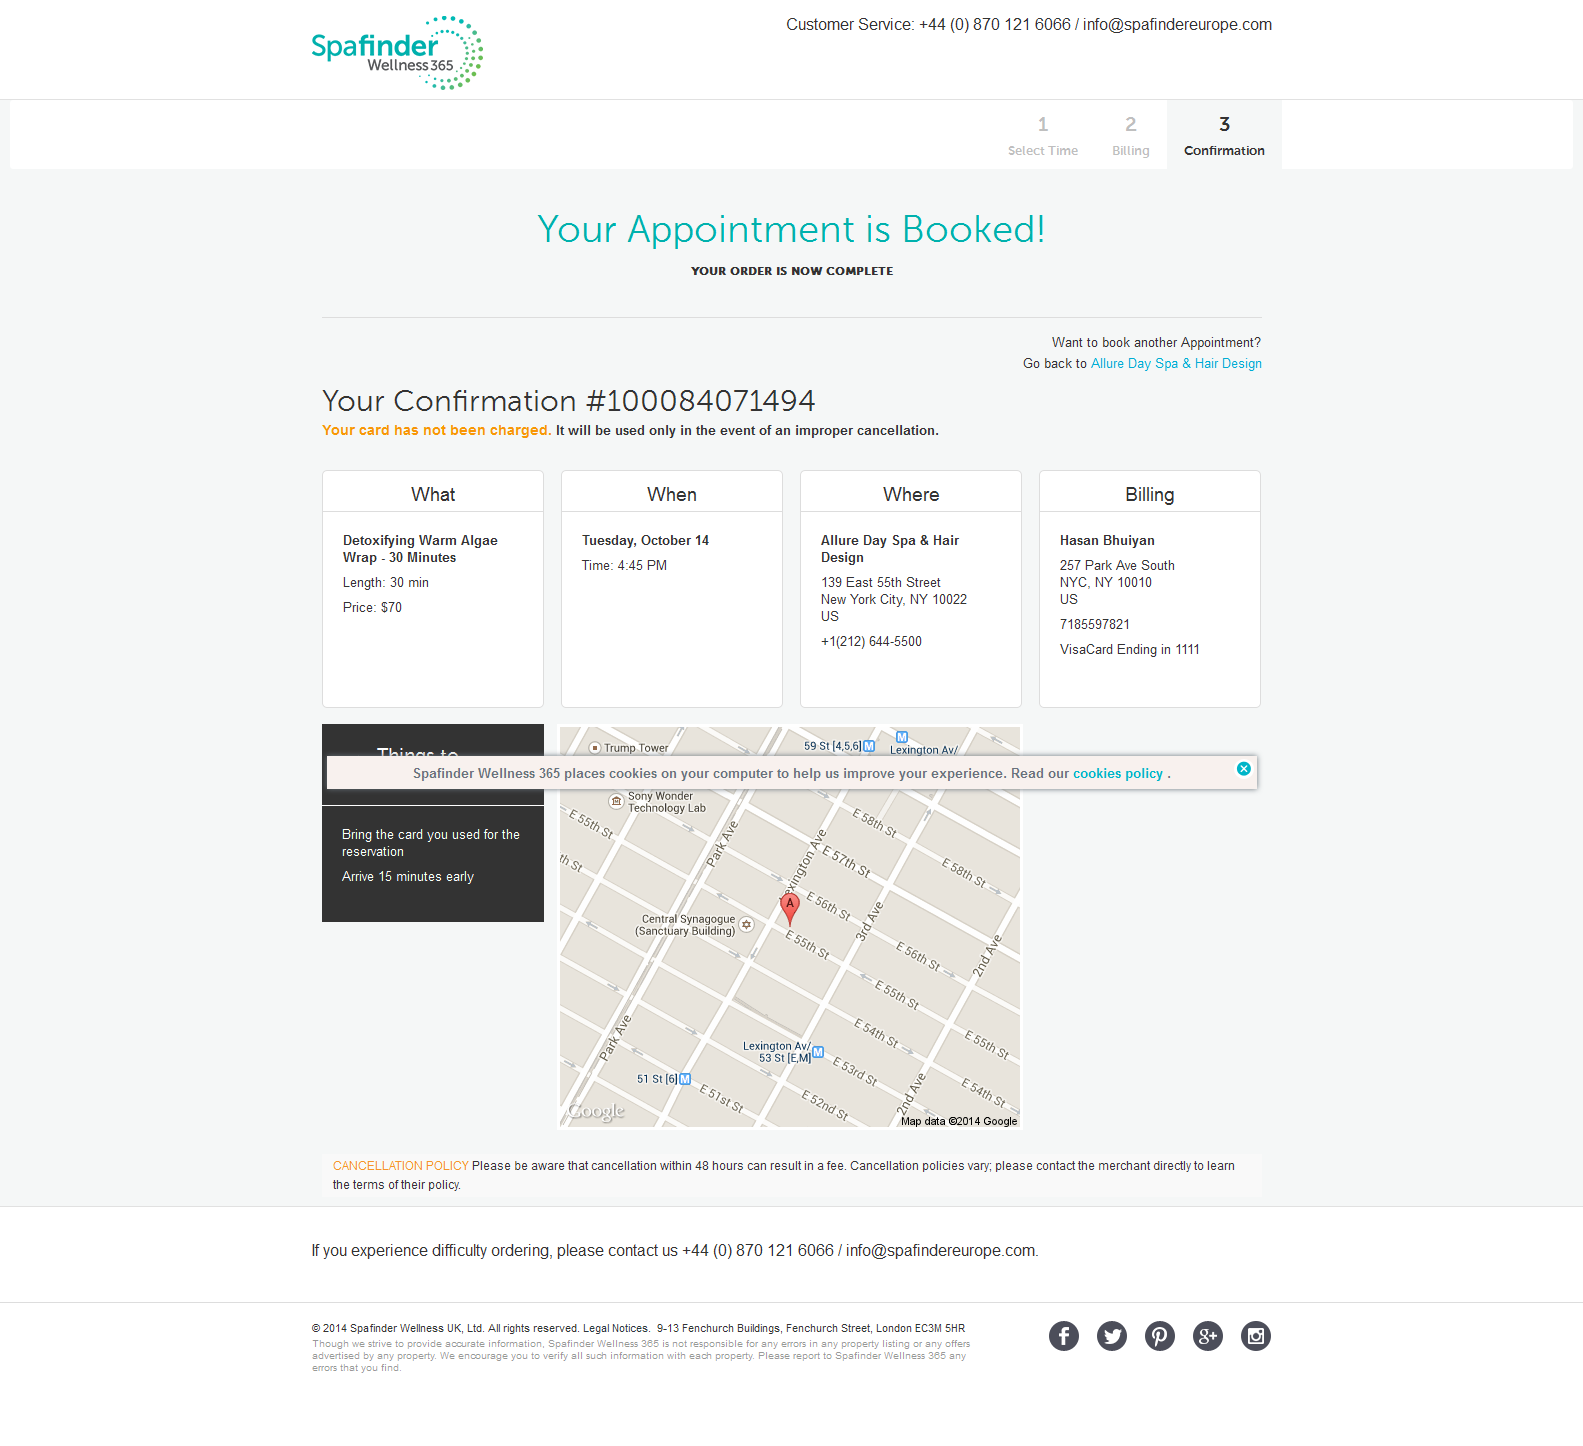 Spafinder
Wellness 365
Customer Service: +44 (0) 870 121 6066 / info@spafindereurope.com
1
Select Time
2
Billing
3
Confirmation
Your Appointment is Booked!
YOUR ORDER IS NOW COMPLETE
Want to book another Appointment?
Go back to Allure Day Spa & Hair Design
Your Confirmation #100084071494
Your card has not been charged. It will be used only in the event of an improper cancellation.
What
Detoxifying Warm Algae
Wrap - 30 Minutes
Length: 30 min
Price: $70
When
Tuesday, October 14
Time: 4:45 PM
Where
Allure Day Spa & Hair
Design
139 East 55th Street
New York City, NY 10022
US
+1(212) 644-5500
Billing
Hasan Bhuiyan
257 Park Ave South
NYC, NY 10010
US
7185597821
VisaCard Ending in 1111
Things to
Spafinder Wellness 365 places cookies on your computer to help us improve your experience. Read our cookies policy .
Bring the card you used for the
reservation
Arrive 15 minutes early
Trump Tower
59 St [4,5,6] M
M
Lexington Av/
Sony Wonder
Technology Lab
E 55th St
Park Ave
Lexington Ave
E 58th St
E 57th St
E 58th St
th St
E 56th St
A
Central Synagogue
(Sanctuary Building)
E 55th St
3rd Ave
E 56th St
2nd Ave
E 55th St
Park Ave
Lexington Av/
53 St [E,M] M
E 54th St
E 55th St
51 St [6] M
E 53rd St
E 51st St
E 52nd St
2nd Ave
E 54th St
Google
Map data ©2014 Google
CANCELLATION POLICY Please be aware that cancellation within 48 hours can result in a fee. Cancellation policies vary; please contact the merchant directly to learn
the terms of their policy.
If you experience difficulty ordering, please contact us +44 (0) 870 121 6066 / info@spafindereurope.com.
© 2014 Spafinder Wellness UK, Ltd. All rights reserved. Legal Notices. 9-13 Fenchurch Buildings, Fenchurch Street, London EC3M 5HR
Though we strive to provide accurate information, Spafinder Wellness 365 is not responsible for any errors in any property listing or any offers
advertised by any property. We encourage you to verify all such information with each property. Please report to Spafinder Wellness 365 any
errors that you find.